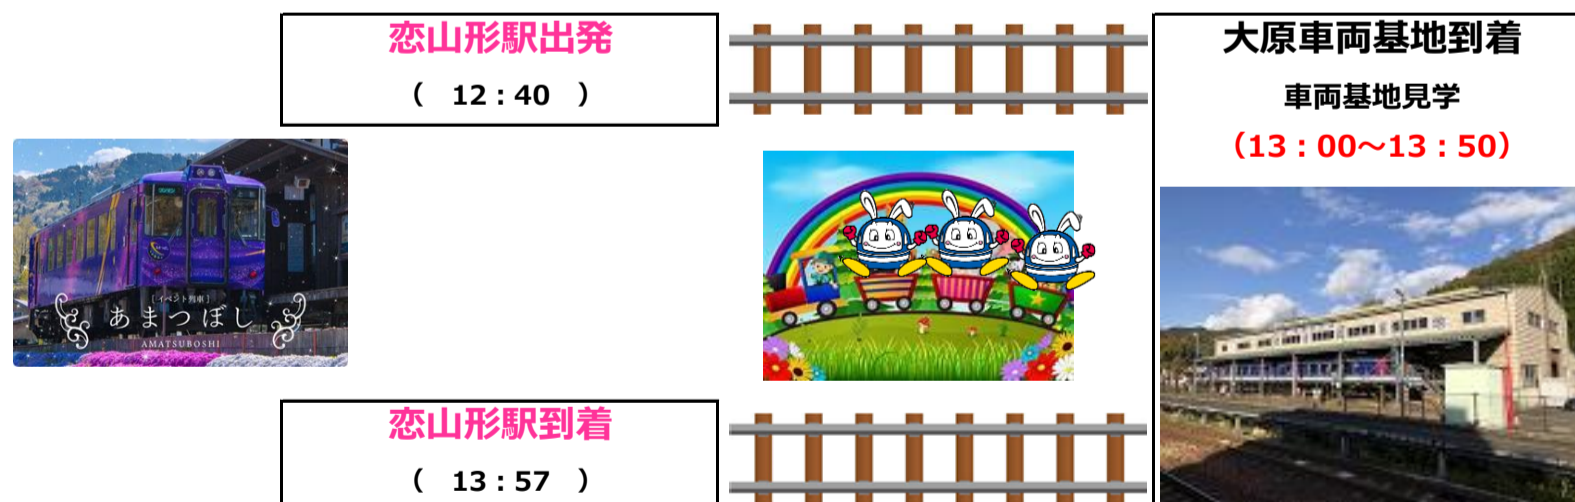 恋山形駅出発
（　12：40　）
大原車両基地到着
車両基地見学
（13：00～13：50）
［イベント列車］
あまつぼし
AMATSUBOSHI
恋山形駅到着
（　13：57　）